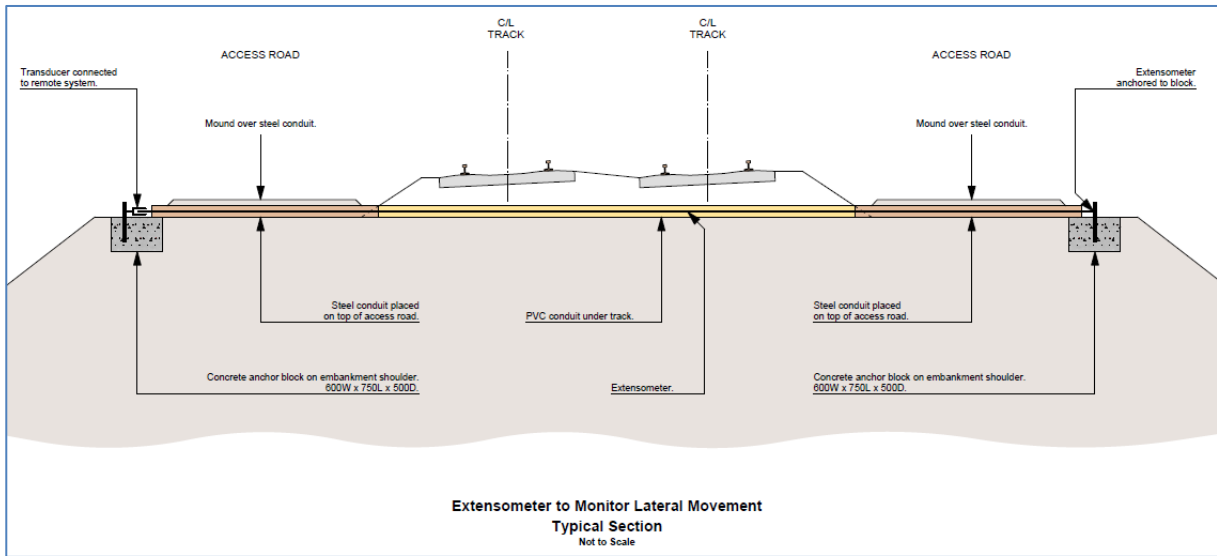 C/L
TRACK
C/L
TRACK
ACCESS ROAD
ACCESS ROAD
Transducer connected
to remote system.
Extensometer
anchored to block.
Mound over steel conduit.
Mound over steel conduit.
Steel conduit placed
on top of access road.
PVC conduit under track.
Steel conduit placed
on top of access road.
Concrete anchor block on embankment shoulder.
600W x 750L x 500D.
Extensometer.
Concrete anchor block on embankment shoulder.
600W x 750L x 500D.
Extensometer to Monitor Lateral Movement
Typical Section
Not to Scale